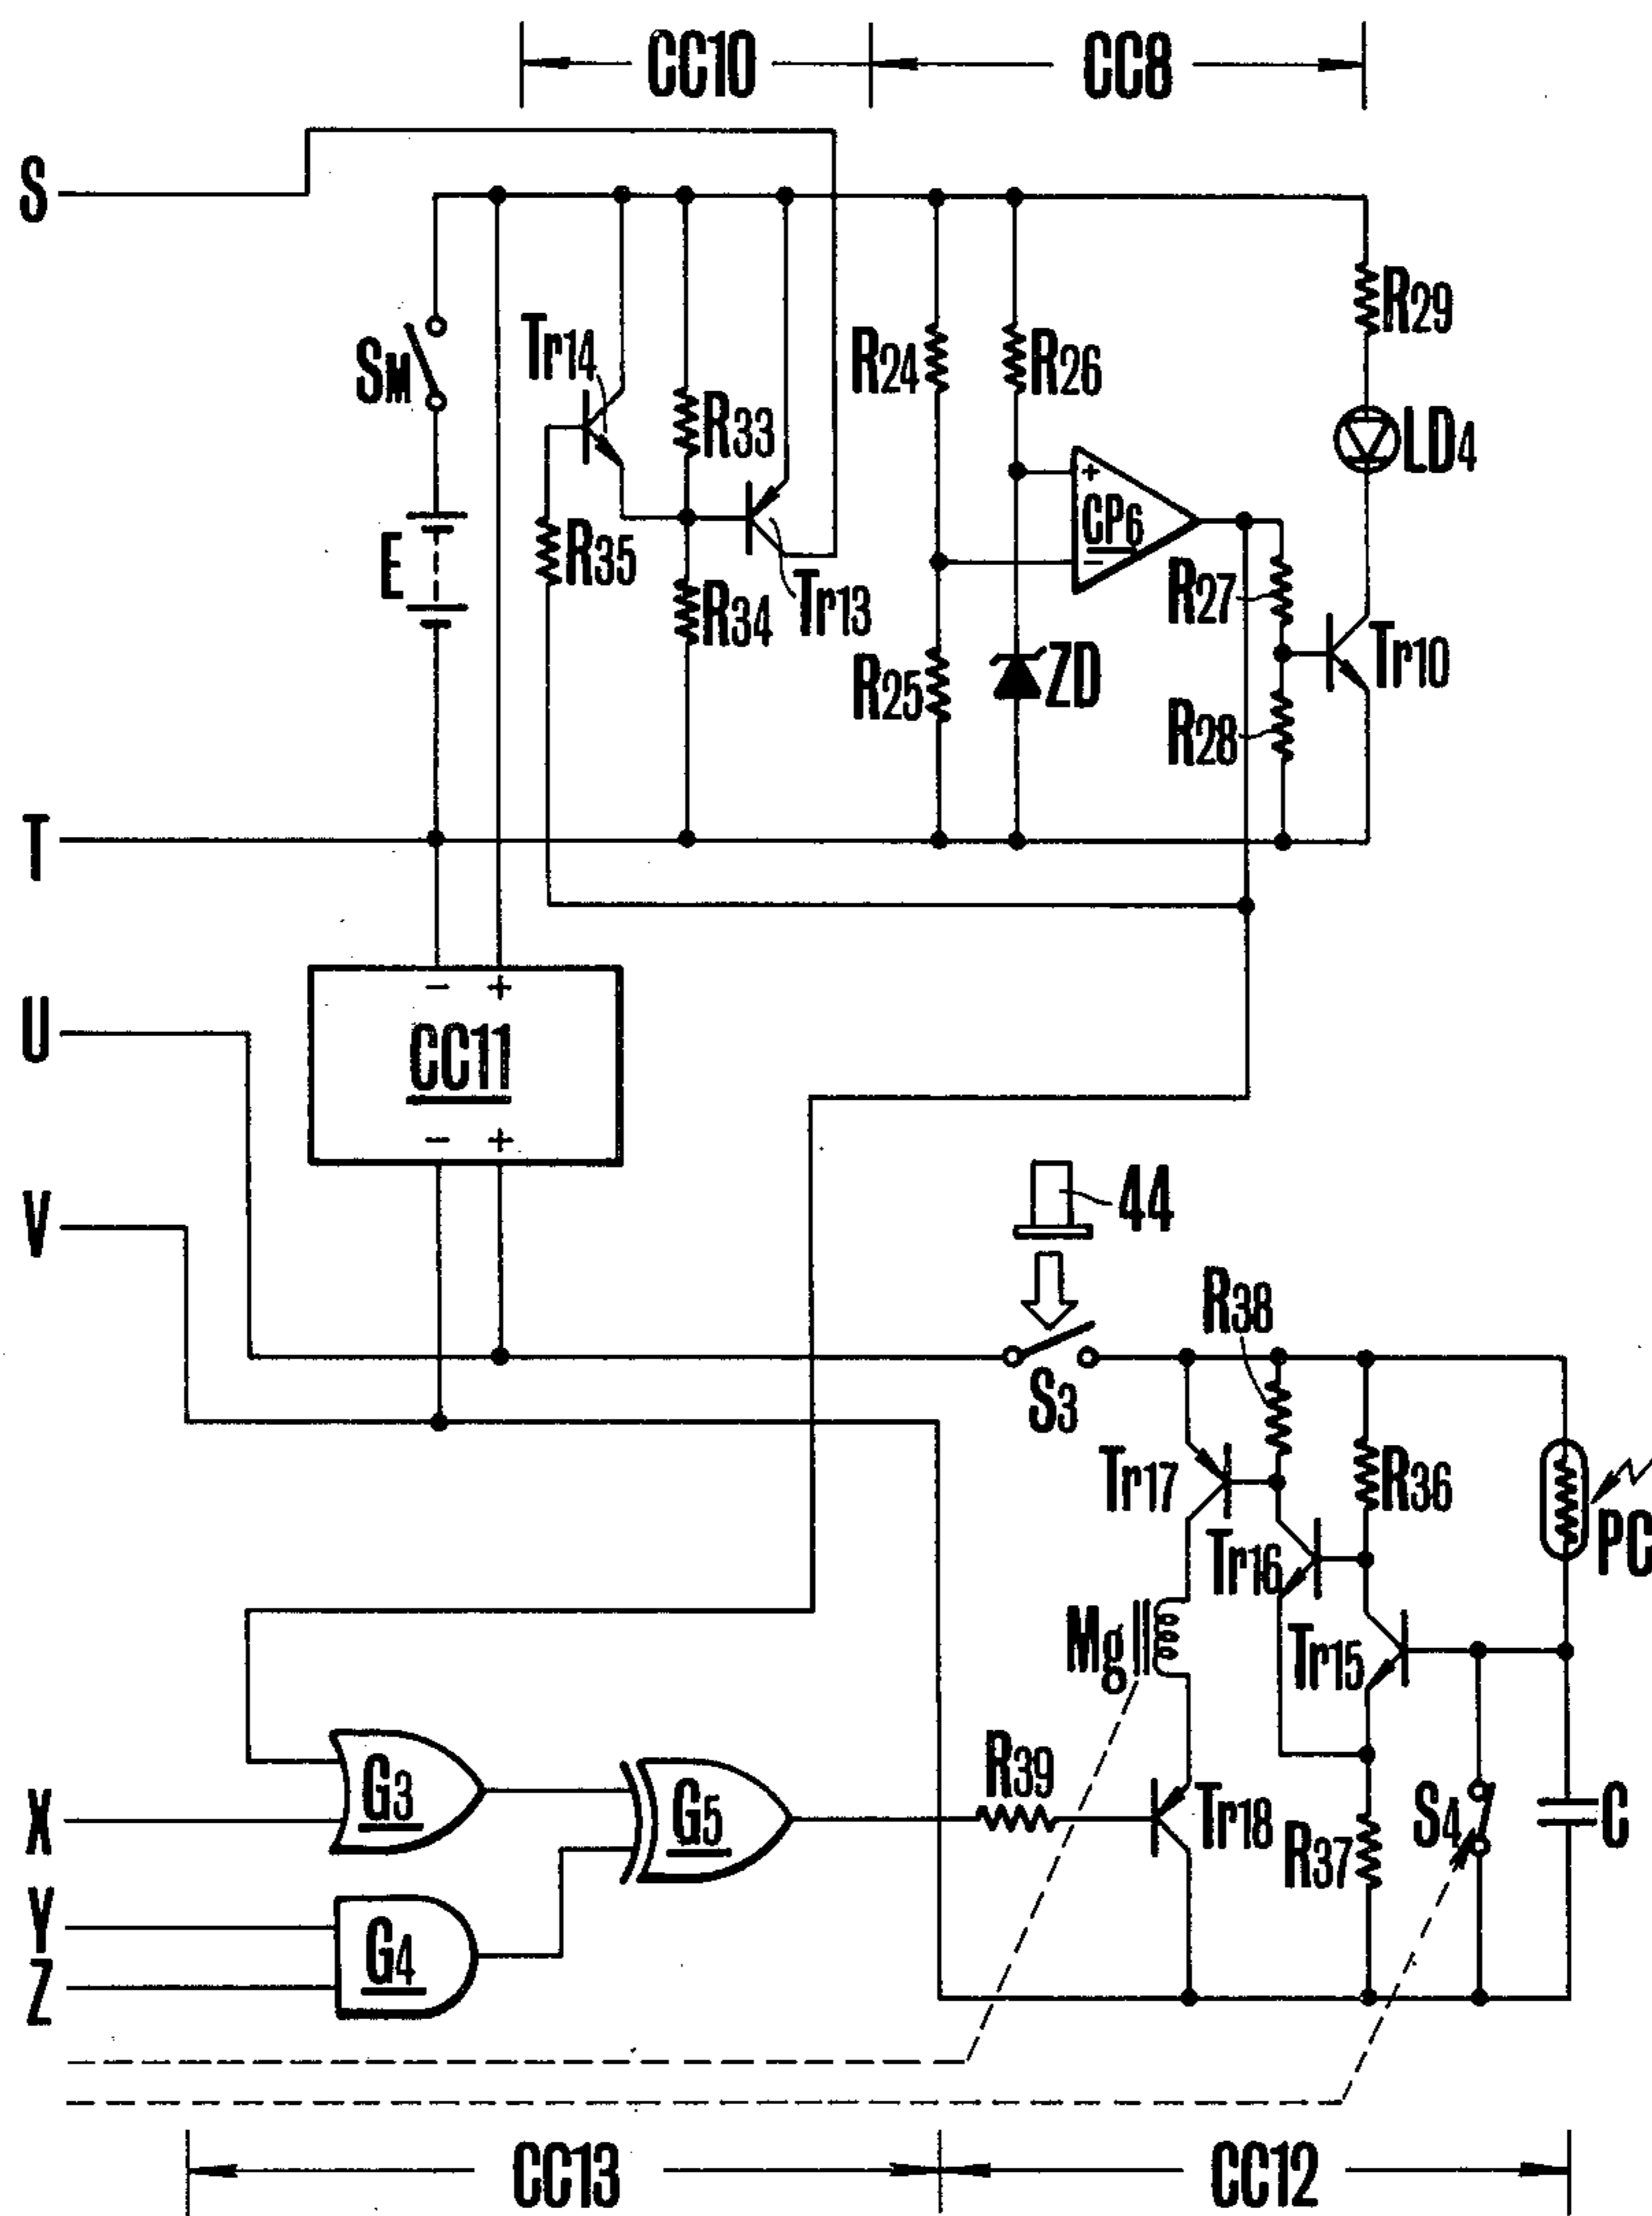 CC10 CC8
S
R29
Tr14
SM
R24
R26
R33
LD4
+
CP6
−
E
R35
R34
Tr13
R27
R25
ZD
Tr10
R28
T
− +
CC11
− +
U
V
44
R38
S3
Tr17
R36
Tr16
PC
Mg
Tr15
R39
G3
G5
X
Tr18
R37
S4
C
Y
G4
Z
CC13 CC12